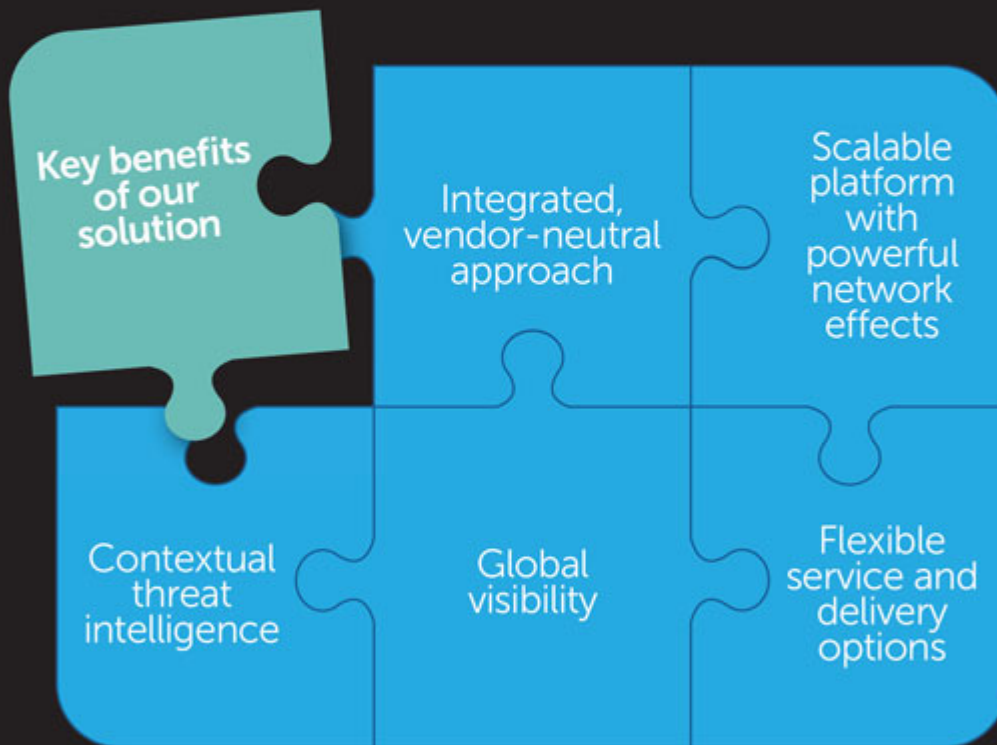 Key benefits
of our
solution
Integrated,
vendor-neutral
approach
Scalable
platform
with
powerful
network
effects
Contextual
threat
intelligence
Global
visibility
Flexible
service and
delivery
options